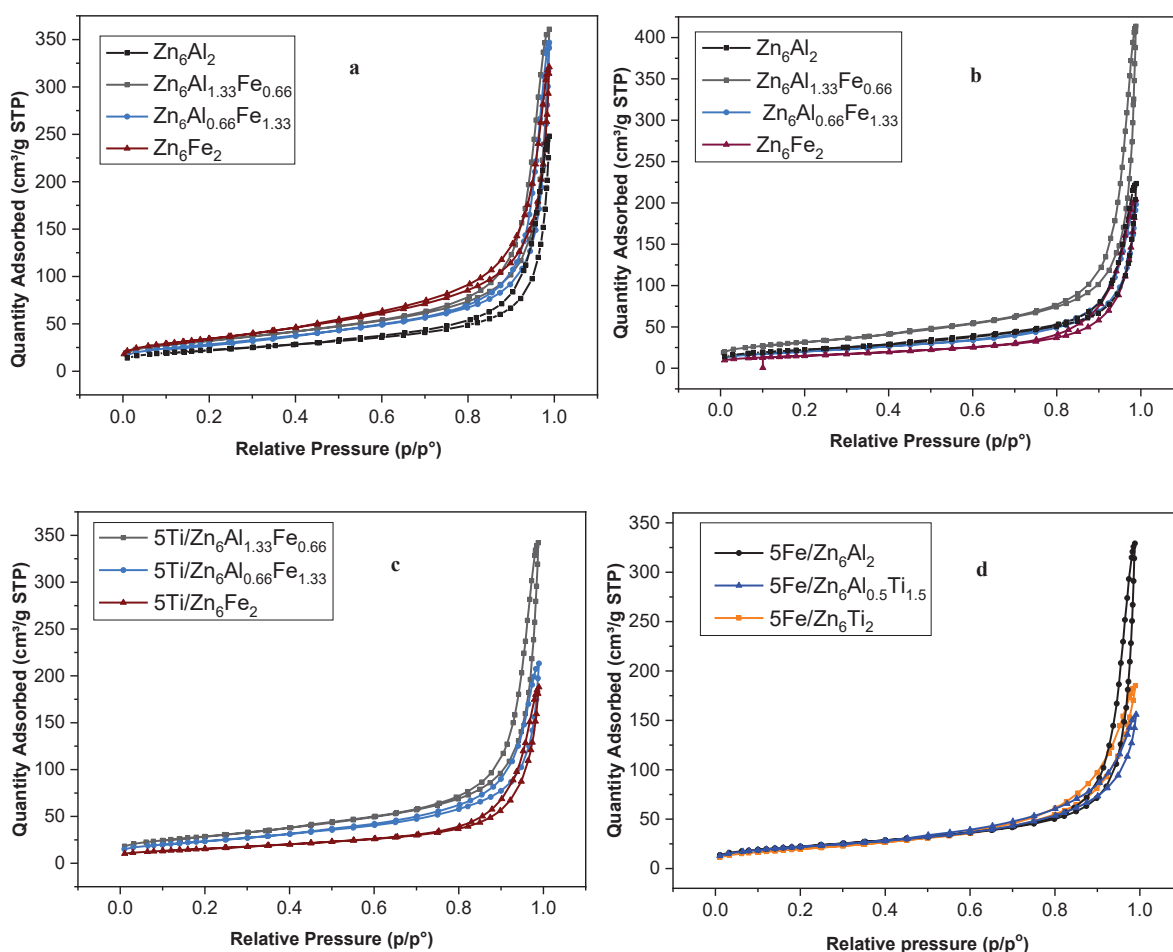 a
Zn₆Al₂
Zn₆Al₁.₃₃Fe₀.₆₆
Zn₆Al₀.₆₆Fe₁.₃₃
Zn₆Fe₂
Quantity Adsorbed (cm³/g STP)
350
300
250
200
150
100
50
0
0.0 0.2 0.4 0.6 0.8 1.0
Relative Pressure (p/p°)
b
Zn₆Al₂
Zn₆Al₁.₃₃Fe₀.₆₆
Zn₆Al₀.₆₆Fe₁.₃₃
Zn₆Fe₂
Quantity Adsorbed (cm³/g STP)
400
350
300
250
200
150
100
50
0
0.0 0.2 0.4 0.6 0.8 1.0
Relative Pressure (p/p°)
c
5Ti/Zn₆Al₁.₃₃Fe₀.₆₆
5Ti/Zn₆Al₀.₆₆Fe₁.₃₃
5Ti/Zn₆Fe₂
Quantity Adsorbed (cm³/g STP)
350
300
250
200
150
100
50
0
0.0 0.2 0.4 0.6 0.8 1.0
Relative Pressure (p/p°)
d
5Fe/Zn₆Al₂
5Fe/Zn₆Al₀.₅Ti₁.₅
5Fe/Zn₆Ti₂
Quantity Adsorbed (cm³/g STP)
350
300
250
200
150
100
50
0
0.0 0.2 0.4 0.6 0.8 1.0
Relative pressure (p/p⁰)